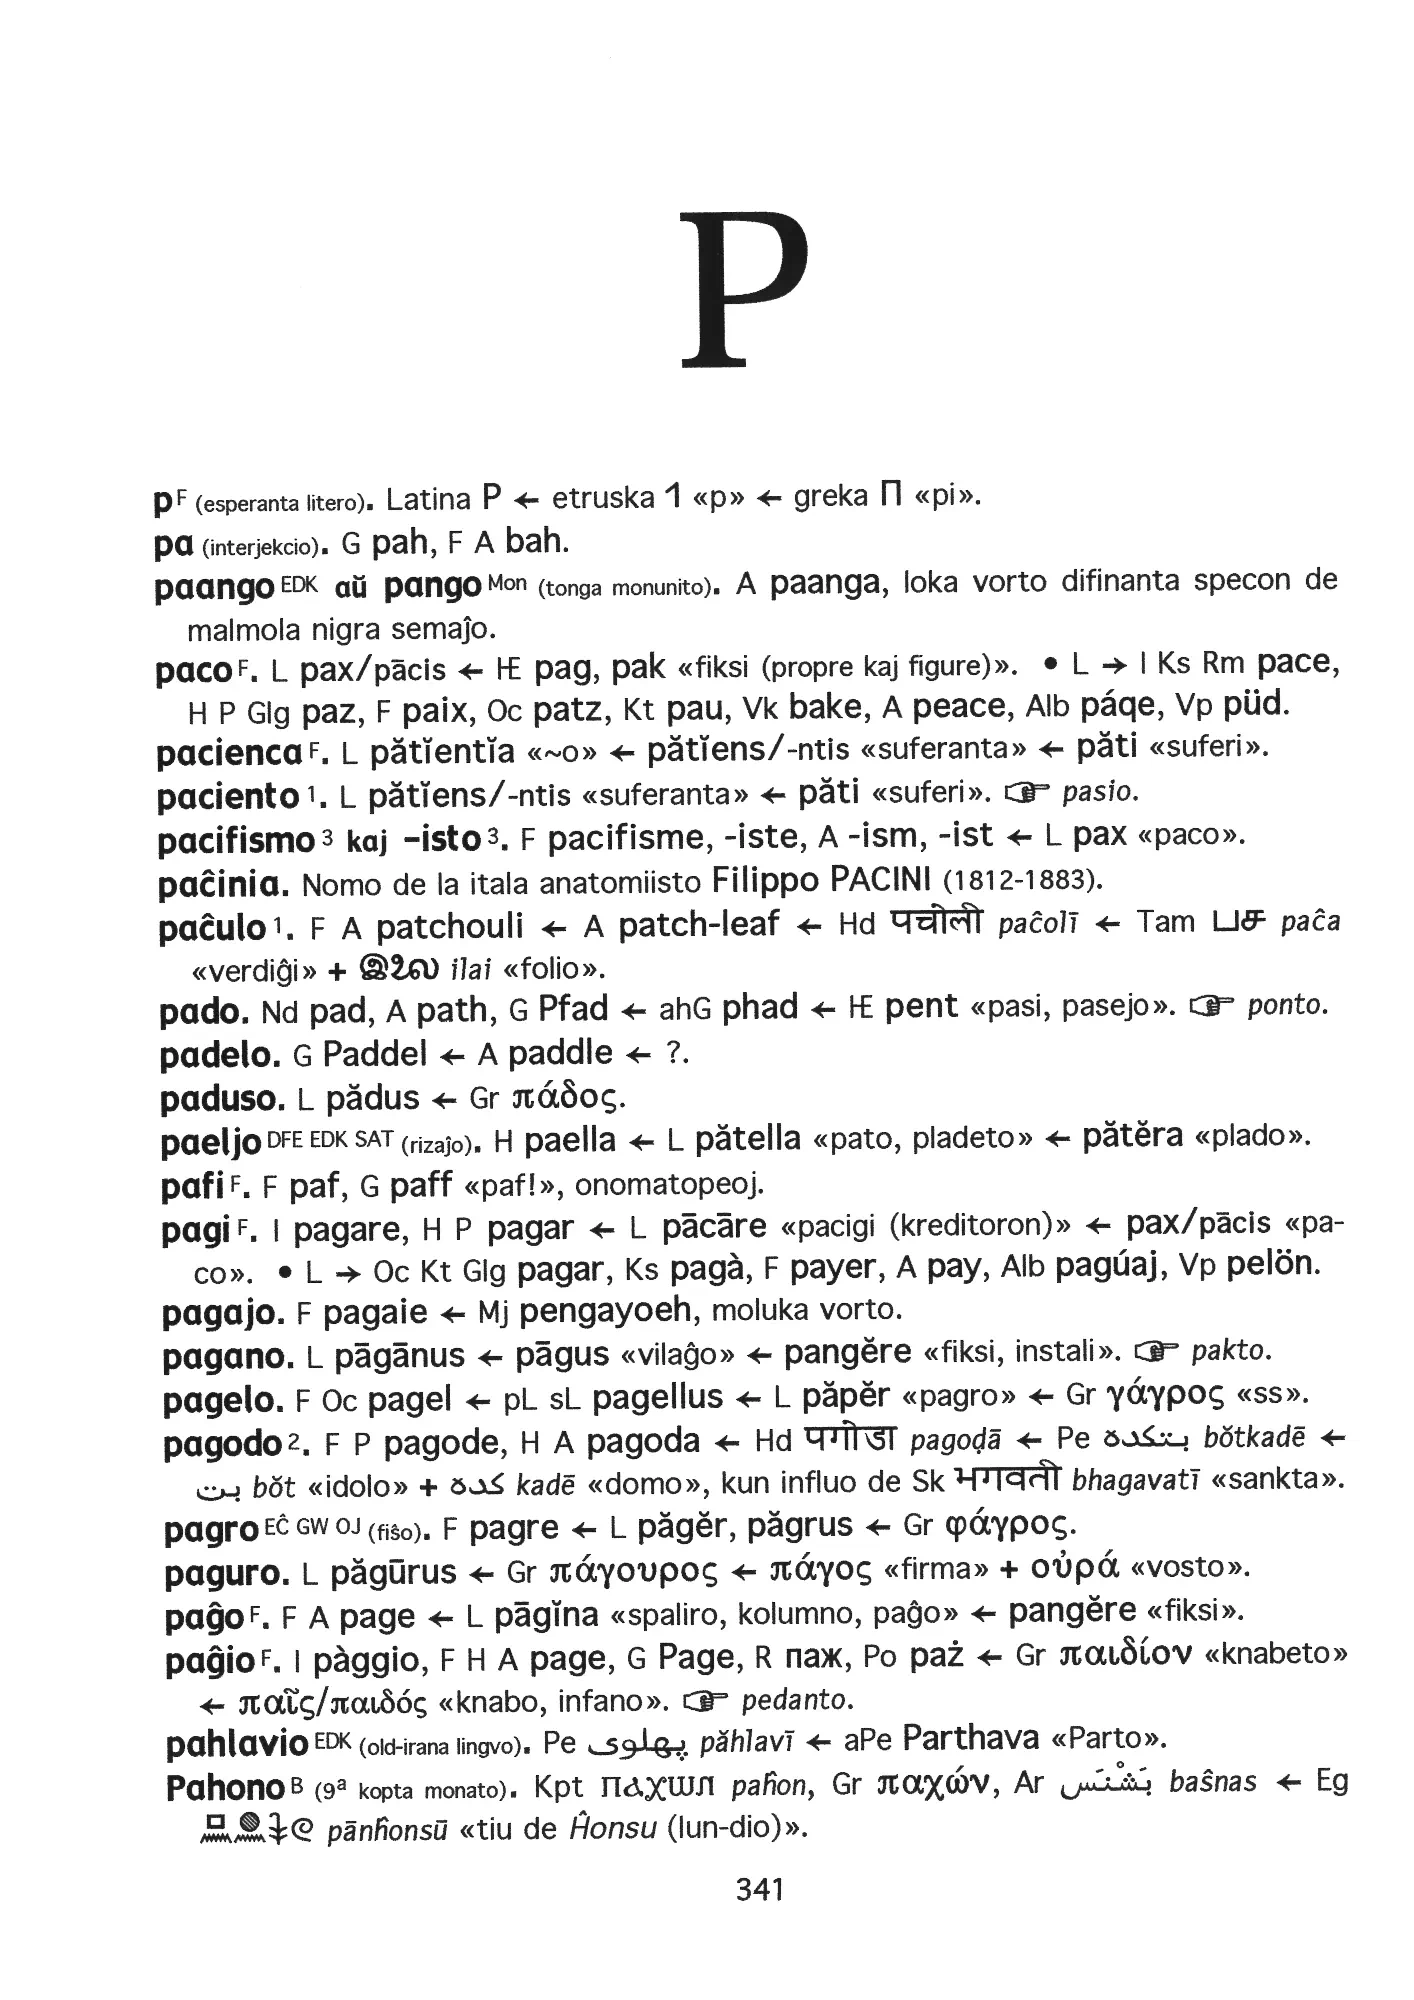 P
p F (esperanta litero). Latina P ← etruska 1 «p» ← greka Π «pi».
pa (interjekcio). G pah, F A bah.
paango EDK aŭ pango Mon (tonga monunito). A paanga, loka vorto difinanta specon de
malmola nigra semaĵo.
paco F. L pax/pācis ← IE pag, pak «fiksi (propre kaj figure)». • L → I Ks Rm pace,
H P Glg paz, F paix, Oc patz, Kt pau, Vk bake, A peace, Alb páqe, Vp püd.
pacienca F. L pătĭentĭa «~o» ← pătĭens/-ntis «suferanta» ← păti «suferi».
paciento 1. L pătĭens/-ntis «suferanta» ← păti «suferi». ☞ pasio.
pacifismo 3 kaj -isto 3. F pacifisme, -iste, A -ism, -ist ← L pax «paco».
paĉinia. Nomo de la itala anatomiisto Filippo PACINI (1812-1883).
paĉulo 1. F A patchouli ← A patch-leaf ← Hd पचोली paĉolī ← Tam பச paĉa
«verdiĝi» + இலை ilai «folio».
pado. Nd pad, A path, G Pfad ← ahG phad ← IE pent «pasi, pasejo». ☞ ponto.
padelo. G Paddel ← A paddle ← ?.
paduso. L pădus ← Gr πάδος.
paeljo DFE EDK SAT (rizaĵo). H paella ← L pătella «pato, pladeto» ← pătĕra «plado».
pafi F. F paf, G paff «paf!», onomatopeoj.
pagi F. I pagare, H P pagar ← L pācāre «pacigi (kreditoron)» ← pax/pācis «pa-
co». • L → Oc Kt Glg pagar, Ks pagà, F payer, A pay, Alb pagúaj, Vp pelön.
pagajo. F pagaie ← Mj pengayoeh, moluka vorto.
pagano. L pāgānus ← pāgus «vilaĝo» ← pangĕre «fiksi, instali». ☞ pakto.
pagelo. F Oc pagel ← pL sL pagellus ← L păpĕr «pagro» ← Gr γάγρος «ss».
pagodo 2. F P pagode, H A pagoda ← Hd पगोडा pagoḍā ← Pe بتكده bŏtkadē ←
بت bŏt «idolo» + كده kadē «domo», kun influo de Sk भगवती bhagavatī «sankta».
pagro EĈ GW OJ (fiŝo). F pagre ← L păgĕr, păgrus ← Gr φάγρος.
paguro. L păgūrus ← Gr πάγουρος ← πάγος «firma» + οὐρά «vosto».
paĝo F. F A page ← L pāgĭna «spaliro, kolumno, paĝo» ← pangĕre «fiksi».
paĝio F. I pàggio, F H A page, G Page, R паж, Po paż ← Gr παιδίον «knabeto»
← παῖς/παιδός «knabo, infano». ☞ pedanto.
pahlavio EDK (old-irana lingvo). Pe پهلوى păhlavī ← aPe Parthava «Parto».
Paĥono B (9ª kopta monato). Kpt ⲡⲁⲭⲱⲛ paĥon, Gr παχών, Ar بَشَنْس baŝnas ← Eg
pānĥonsū «tiu de Ĥonsu (lun-dio)».
341